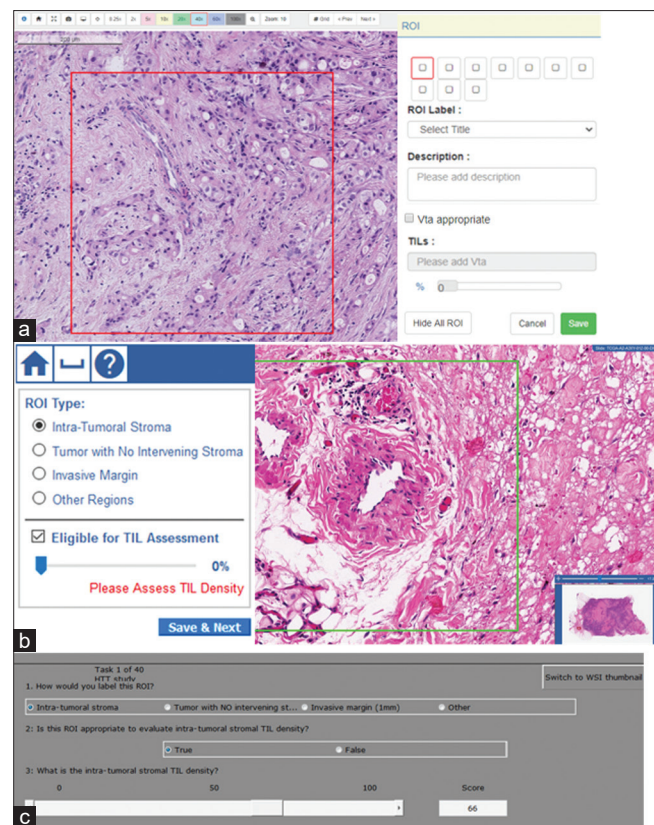 0.25x 2x 5x 10x 20x 40x Zoom 19 Grid < Prev Next >
ROI
ROI Label :
Select Title
Description :
Please add description
Vta appropriate
TILs :
Please add Vta
% 0
Hide All ROI Cancel Save
a
ROI Type:
Intra-Tumoral Stroma
Tumor with No Intervening Stroma
Invasive Margin
Other Regions
Eligible for TIL Assessment
0%
Please Assess TIL Density
Save & Next
b
Task 1 of 40
HTT study
Switch to WSI thumbnail
1. How would you label this ROI?
Intra-tumoral stroma Tumor with NO intervening st... Invasive margin (1mm) Other
2: Is this ROI appropriate to evaluate intra-tumoral stromal TIL density?
True False
3: What is the intra-tumoral stromal TIL density?
0 50 100 Score
66
c